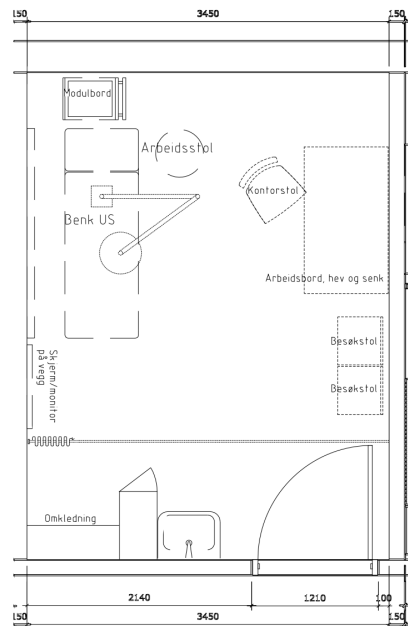 150 3450 150
Modulbord
Arbeidsstol
Kontorstol
Benk US
Arbeidsbord, hev og senk
Besøkstol
Skjerm/monitor
på vegg
Besøkstol
Omkledning
2140 1210 100
150 3450 150